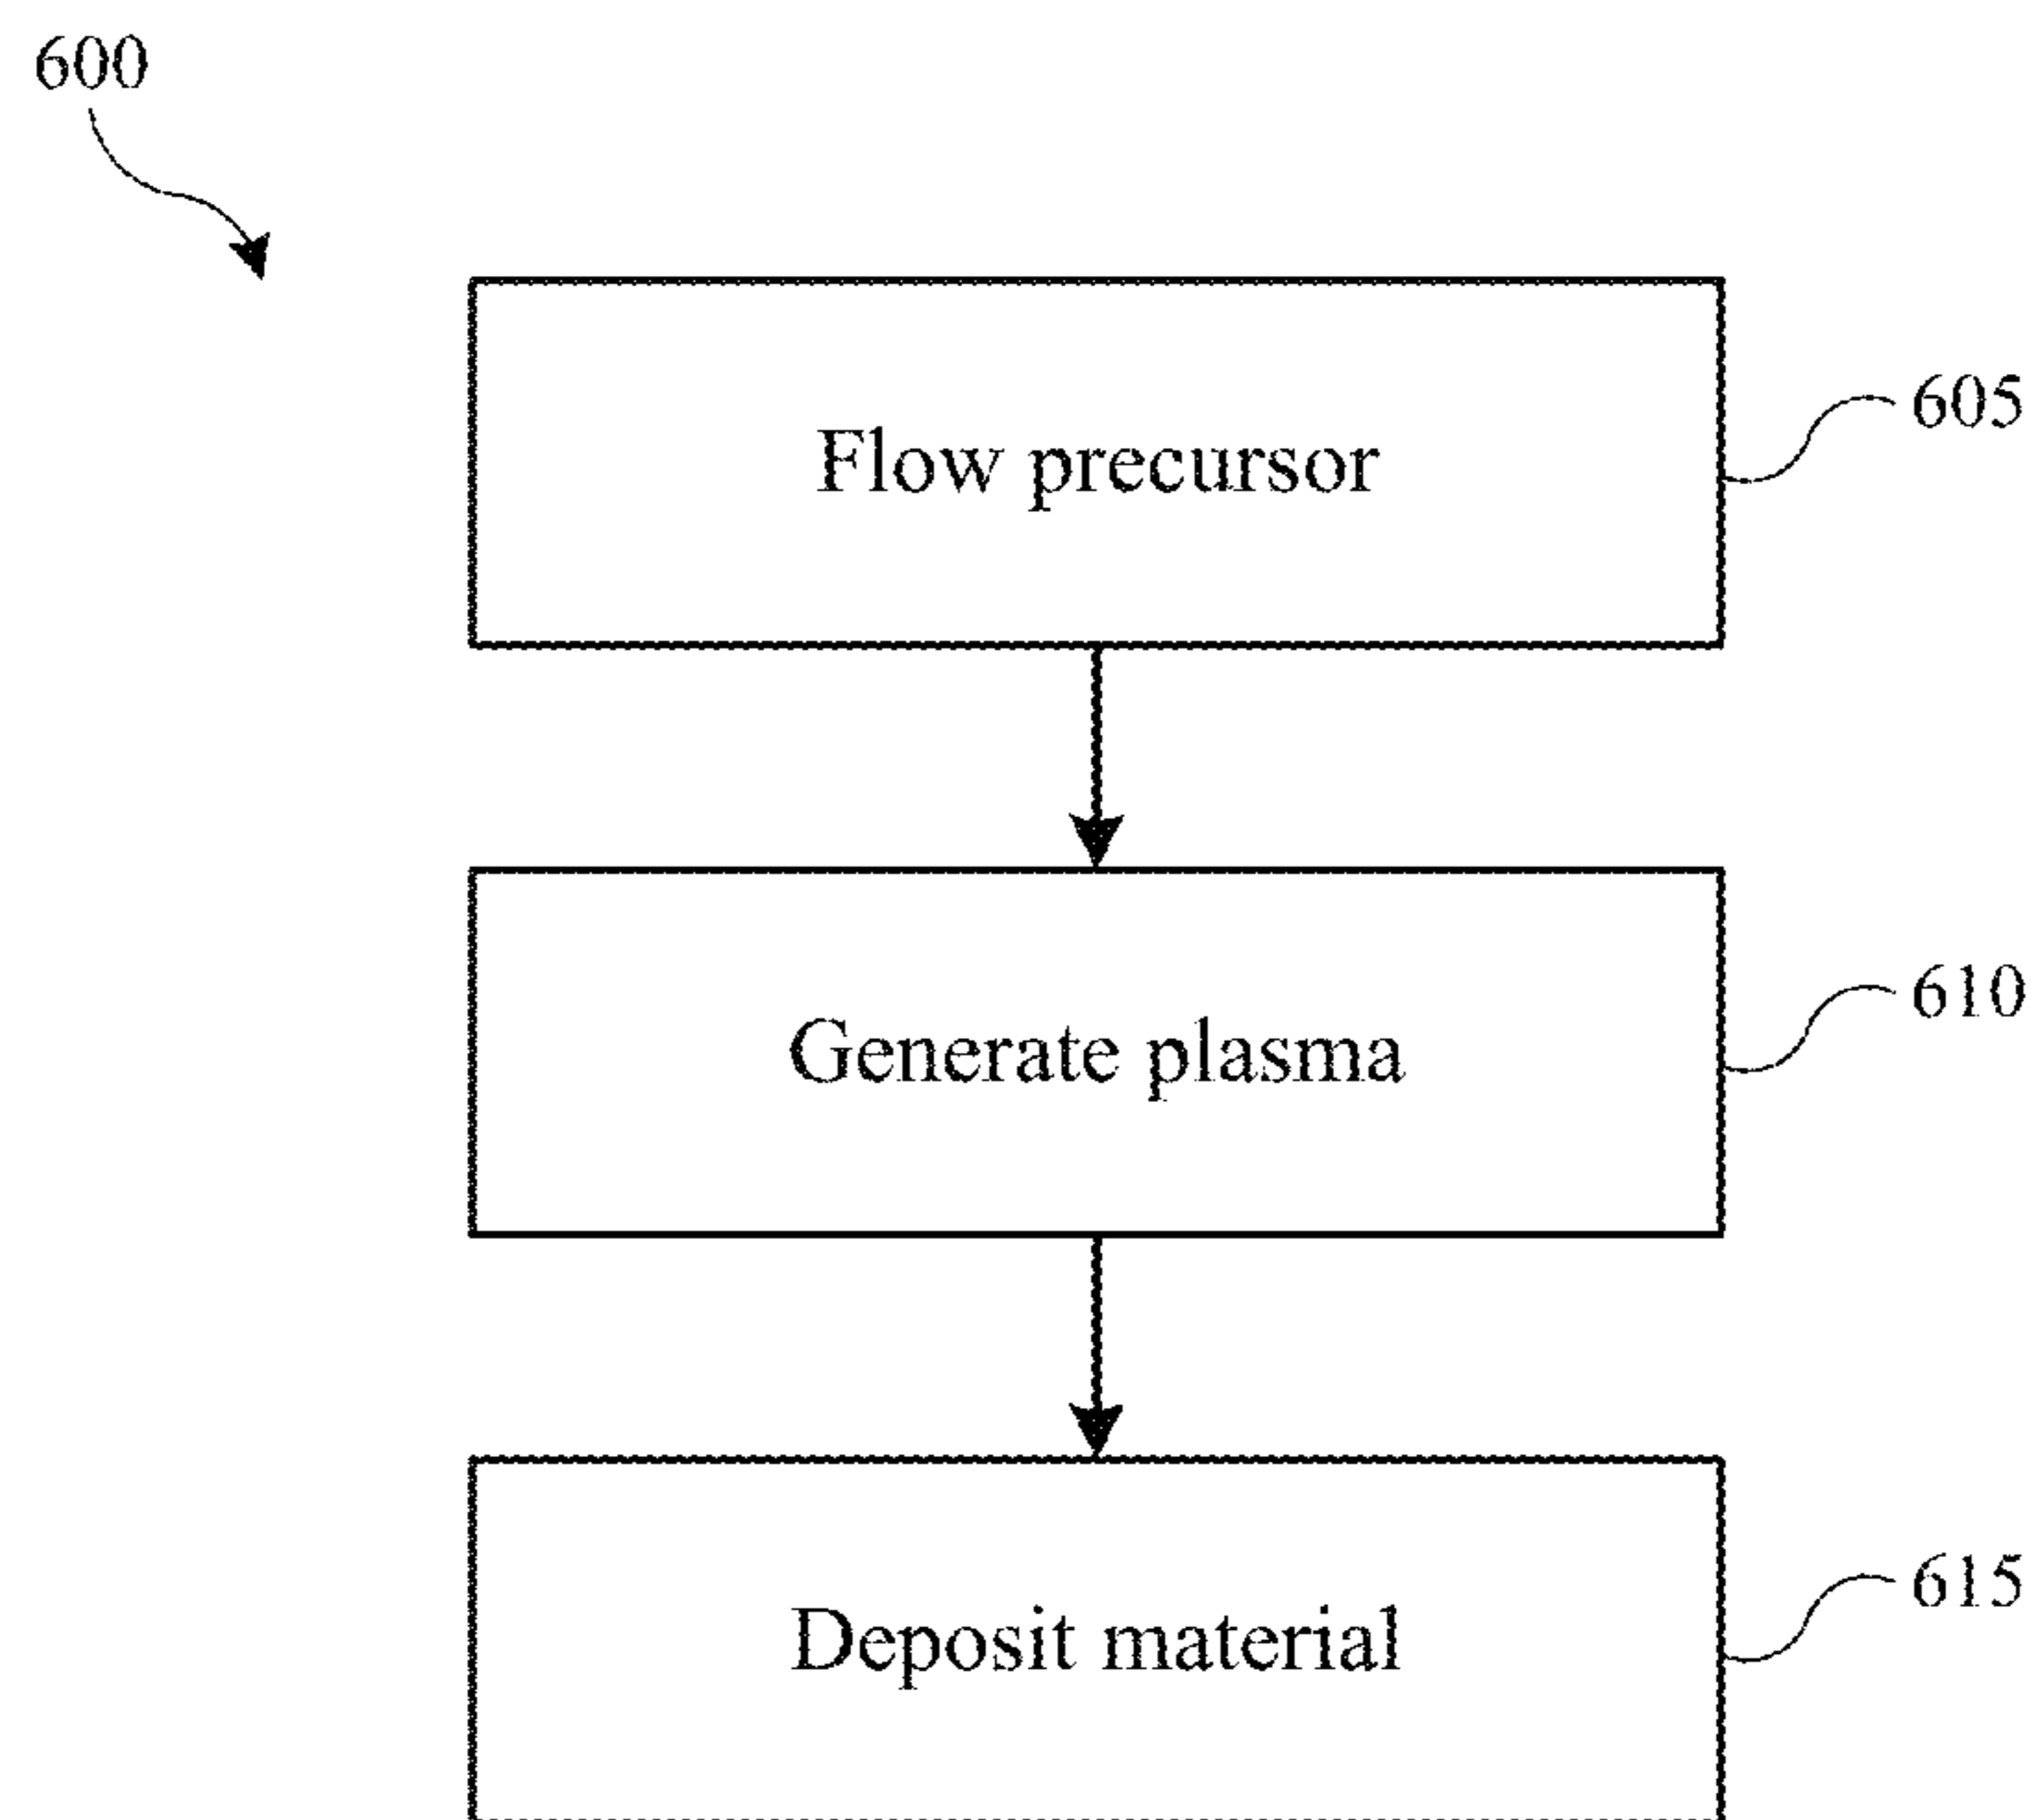 600
Flow precursor
605
Generate plasma
610
Deposit material
615